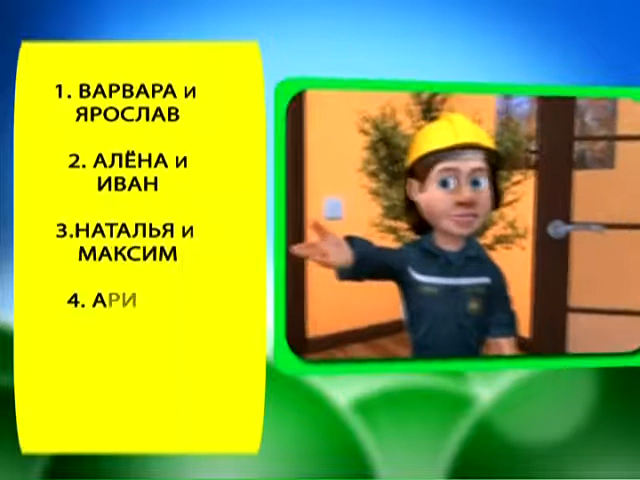 1. ВАРВАРА и
ЯРОСЛАВ
2. АЛЁНА и
ИВАН
3.НАТАЛЬЯ и
МАКСИМ
4. АРИ